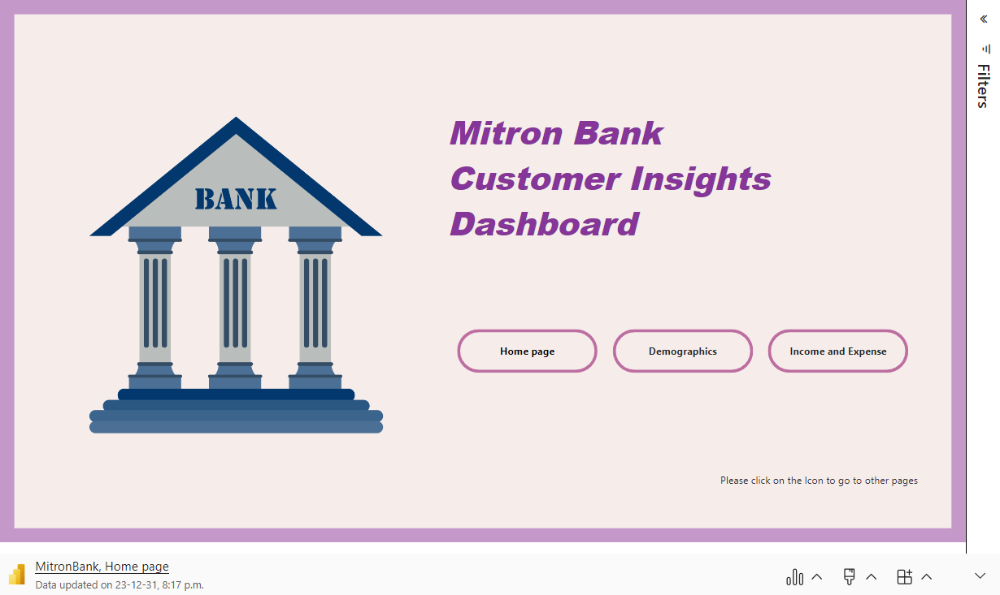 Filters
BANK
Mitron Bank
Customer Insights
Dashboard
Home page
Demographics
Income and Expense
Please click on the Icon to go to other pages
MitronBank, Home page
Data updated on 23-12-31, 8:17 p.m.